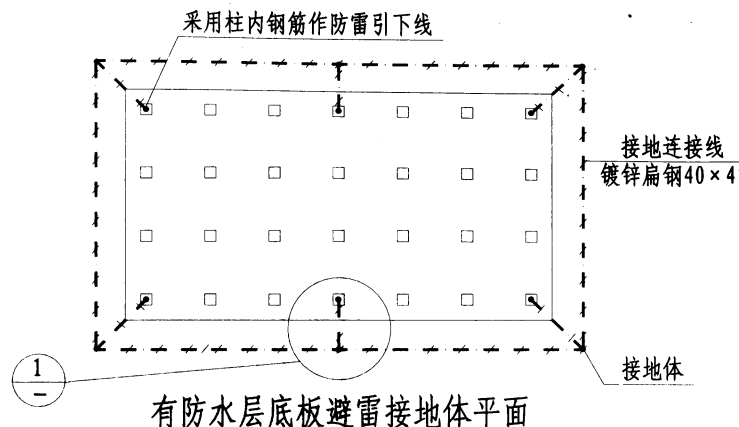 采用柱内钢筋作防雷引下线
接地连接线
镀锌扁钢40×4
接地体
1
–
有防水层底板避雷接地体平面